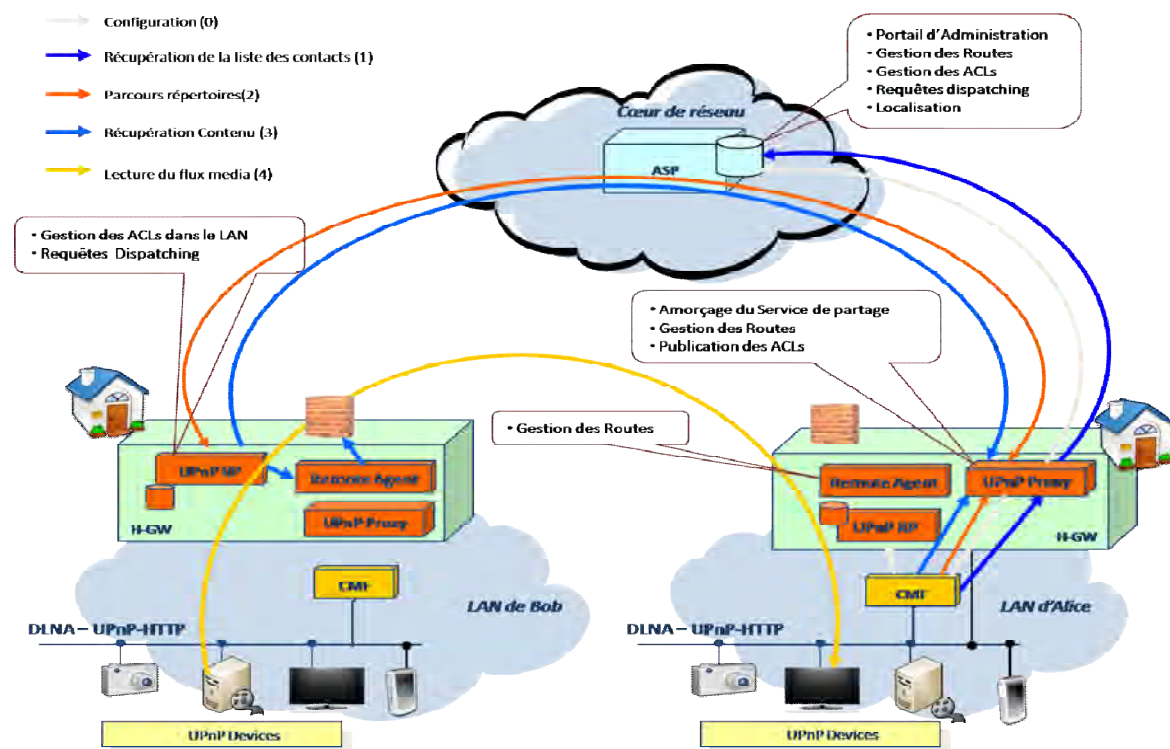 Configuration (0)
Récupération de la liste des contacts (1)
Parcours répertoires(2)
Récupération Contenu (3)
Lecture du flux media (4)
• Portail d'Administration
• Gestion des Routes
• Gestion des ACLs
• Requêtes dispatching
• Localisation
Cœur de réseau
ASP
• Gestion des ACLs dans le LAN
• Requêtes Dispatching
• Amorçage du Service de partage
• Gestion des Routes
• Publication des ACLs
• Gestion des Routes
UPnP
Remote Agent
UPnP-Proxy
H-GW
Remote Agent
UPnP-Proxy
UPnP
H-GW
CMF
LAN de Bob
DLNA – UPnP-HTTP
UPnP Devices
CMF
LAN d'Alice
DLNA – UPnP-HTTP
UPnP Devices